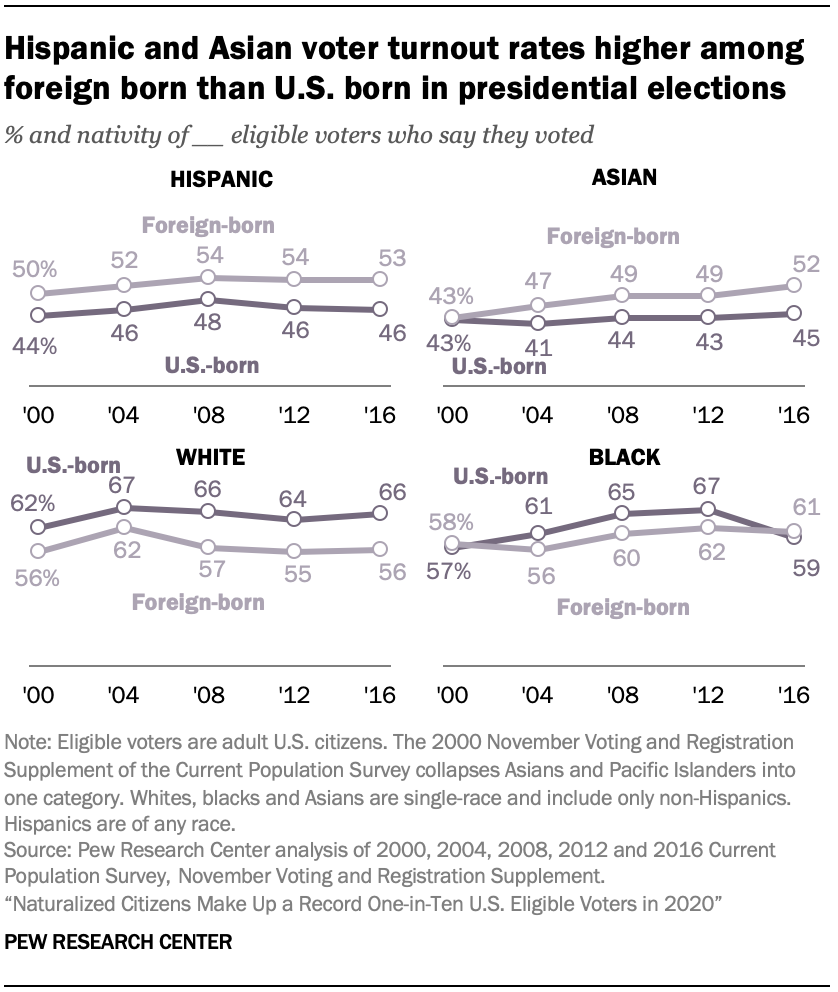 Hispanic and Asian voter turnout rates higher among
foreign born than U.S. born in presidential elections
% and nativity of __ eligible voters who say they voted
HISPANIC
Foreign-born
50% 52 54 54 53
44% 46 48 46 46
U.S.-born
'00 '04 '08 '12 '16
ASIAN
Foreign-born
43% 47 49 49 52
43% 41 44 43 45
U.S.-born
'00 '04 '08 '12 '16
WHITE
U.S.-born
62% 67 66 64 66
56% 62 57 55 56
Foreign-born
'00 '04 '08 '12 '16
BLACK
U.S.-born
58% 61 65 67 61
57% 56 60 62 59
Foreign-born
'00 '04 '08 '12 '16
Note: Eligible voters are adult U.S. citizens. The 2000 November Voting and Registration
Supplement of the Current Population Survey collapses Asians and Pacific Islanders into
one category. Whites, blacks and Asians are single-race and include only non-Hispanics.
Hispanics are of any race.
Source: Pew Research Center analysis of 2000, 2004, 2008, 2012 and 2016 Current
Population Survey, November Voting and Registration Supplement.
“Naturalized Citizens Make Up a Record One-in-Ten U.S. Eligible Voters in 2020”
PEW RESEARCH CENTER